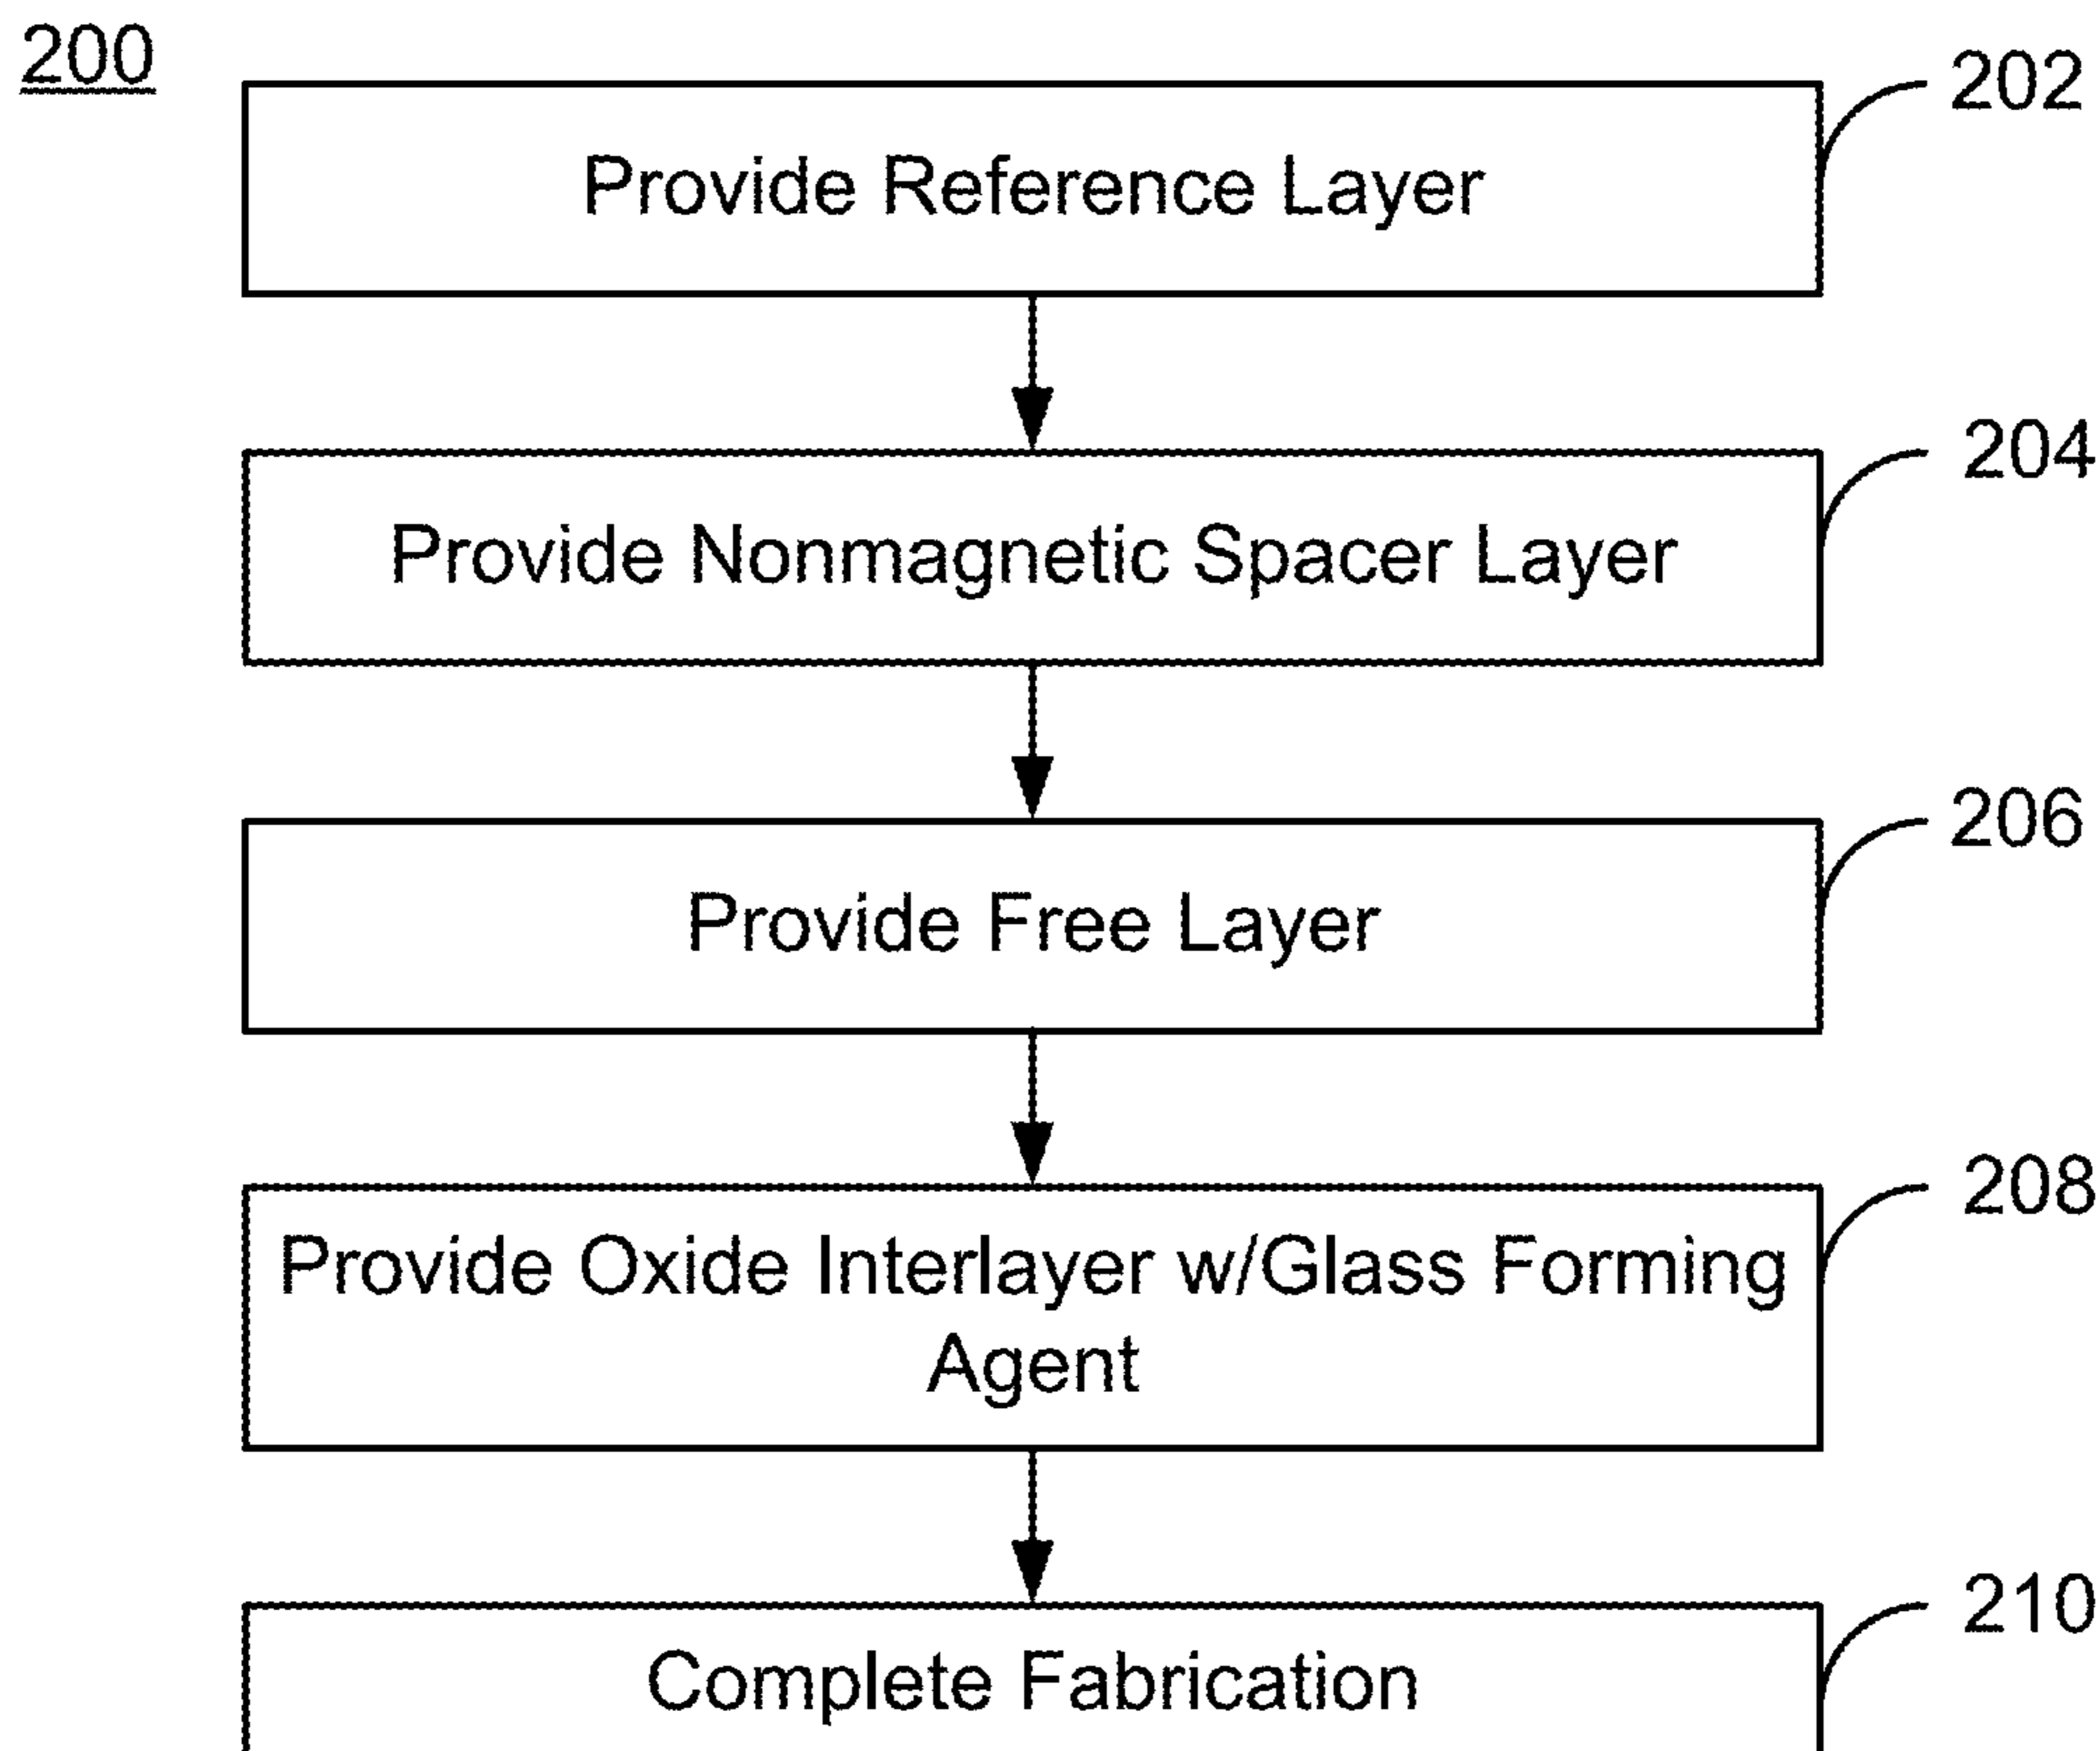 200
202
Provide Reference Layer
204
Provide Nonmagnetic Spacer Layer
206
Provide Free Layer
208
Provide Oxide Interlayer w/Glass Forming
Agent
210
Complete Fabrication